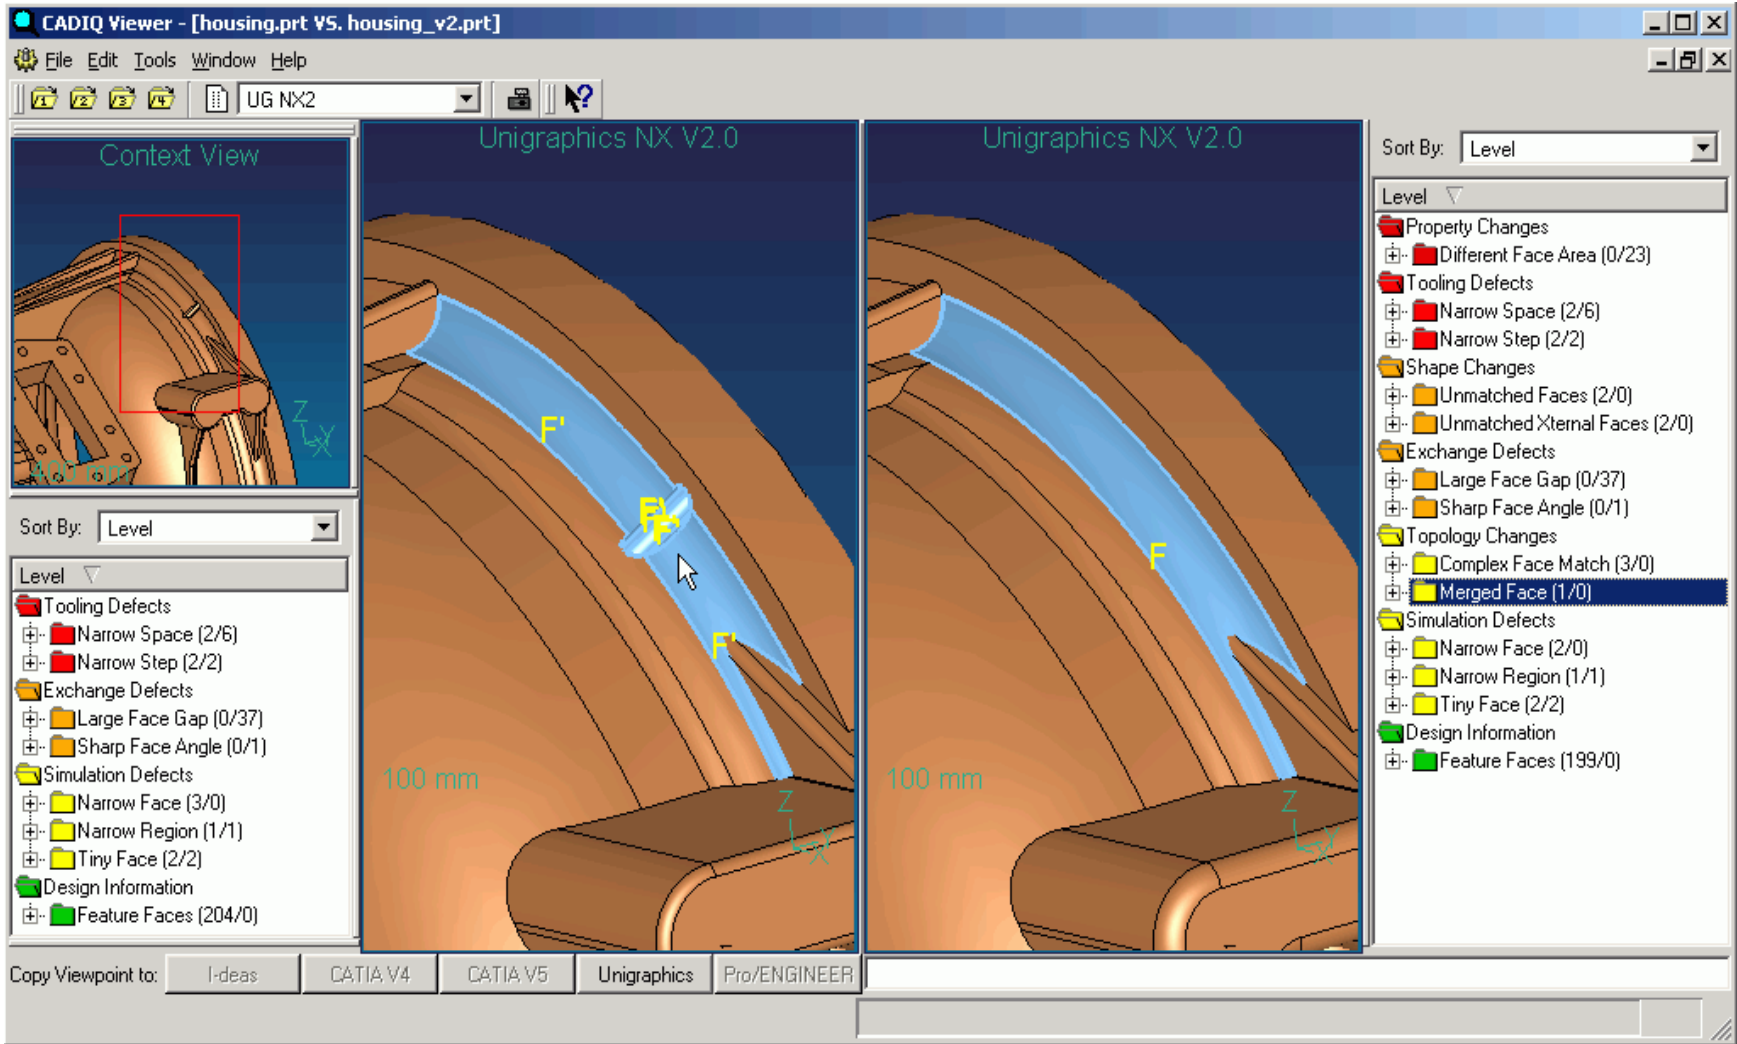 CADIQ Viewer - [housing.prt VS. housing_v2.prt]
File Edit Tools Window Help
UG NX2
Context View
400 mm
Z
X
Sort By: Level
Level
Tooling Defects
Narrow Space (2/6)
Narrow Step (2/2)
Exchange Defects
Large Face Gap (0/37)
Sharp Face Angle (0/1)
Simulation Defects
Narrow Face (3/0)
Narrow Region (1/1)
Tiny Face (2/2)
Design Information
Feature Faces (204/0)
Unigraphics NX V2.0
F'
F'
F'
F'
100 mm
Z
X
Unigraphics NX V2.0
F
100 mm
Z
X
Sort By: Level
Level
Property Changes
Different Face Area (0/23)
Tooling Defects
Narrow Space (2/6)
Narrow Step (2/2)
Shape Changes
Unmatched Faces (2/0)
Unmatched Xternal Faces (2/0)
Exchange Defects
Large Face Gap (0/37)
Sharp Face Angle (0/1)
Topology Changes
Complex Face Match (3/0)
Merged Face (1/0)
Simulation Defects
Narrow Face (2/0)
Narrow Region (1/1)
Tiny Face (2/2)
Design Information
Feature Faces (199/0)
Copy Viewpoint to: I-deas CATIA V4 CATIA V5 Unigraphics Pro/ENGINEER